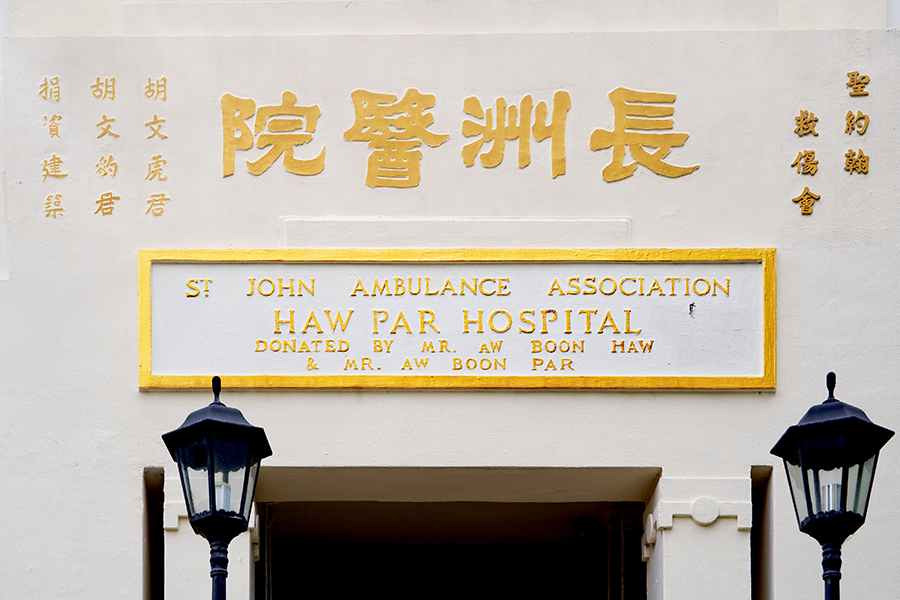 聖約翰
救傷會
長洲醫院
胡文虎君
胡文豹君
捐資建築
ST. JOHN AMBULANCE ASSOCIATION
HAW PAR HOSPITAL
DONATED BY MR. AW BOON HAW
& MR. AW BOON PAR